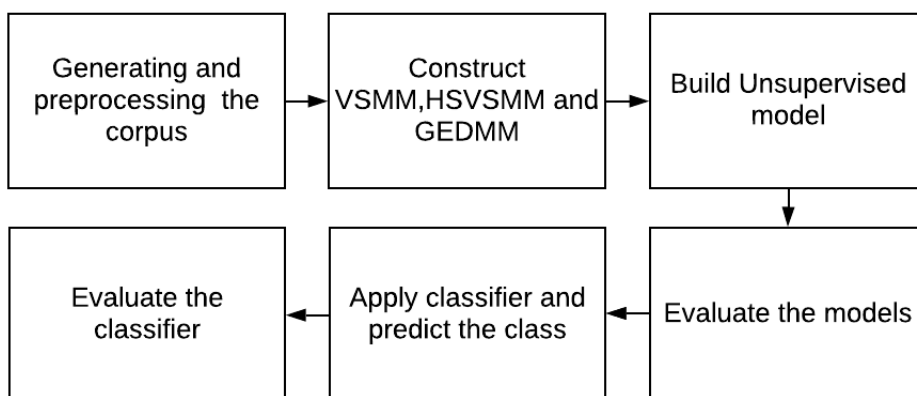 Generating and
preprocessing  the
corpus
Construct
VSMM,HSVSMM and
GEDMM
Build Unsupervised
model
Evaluate the models
Apply classifier and
predict the class
Evaluate the
classifier